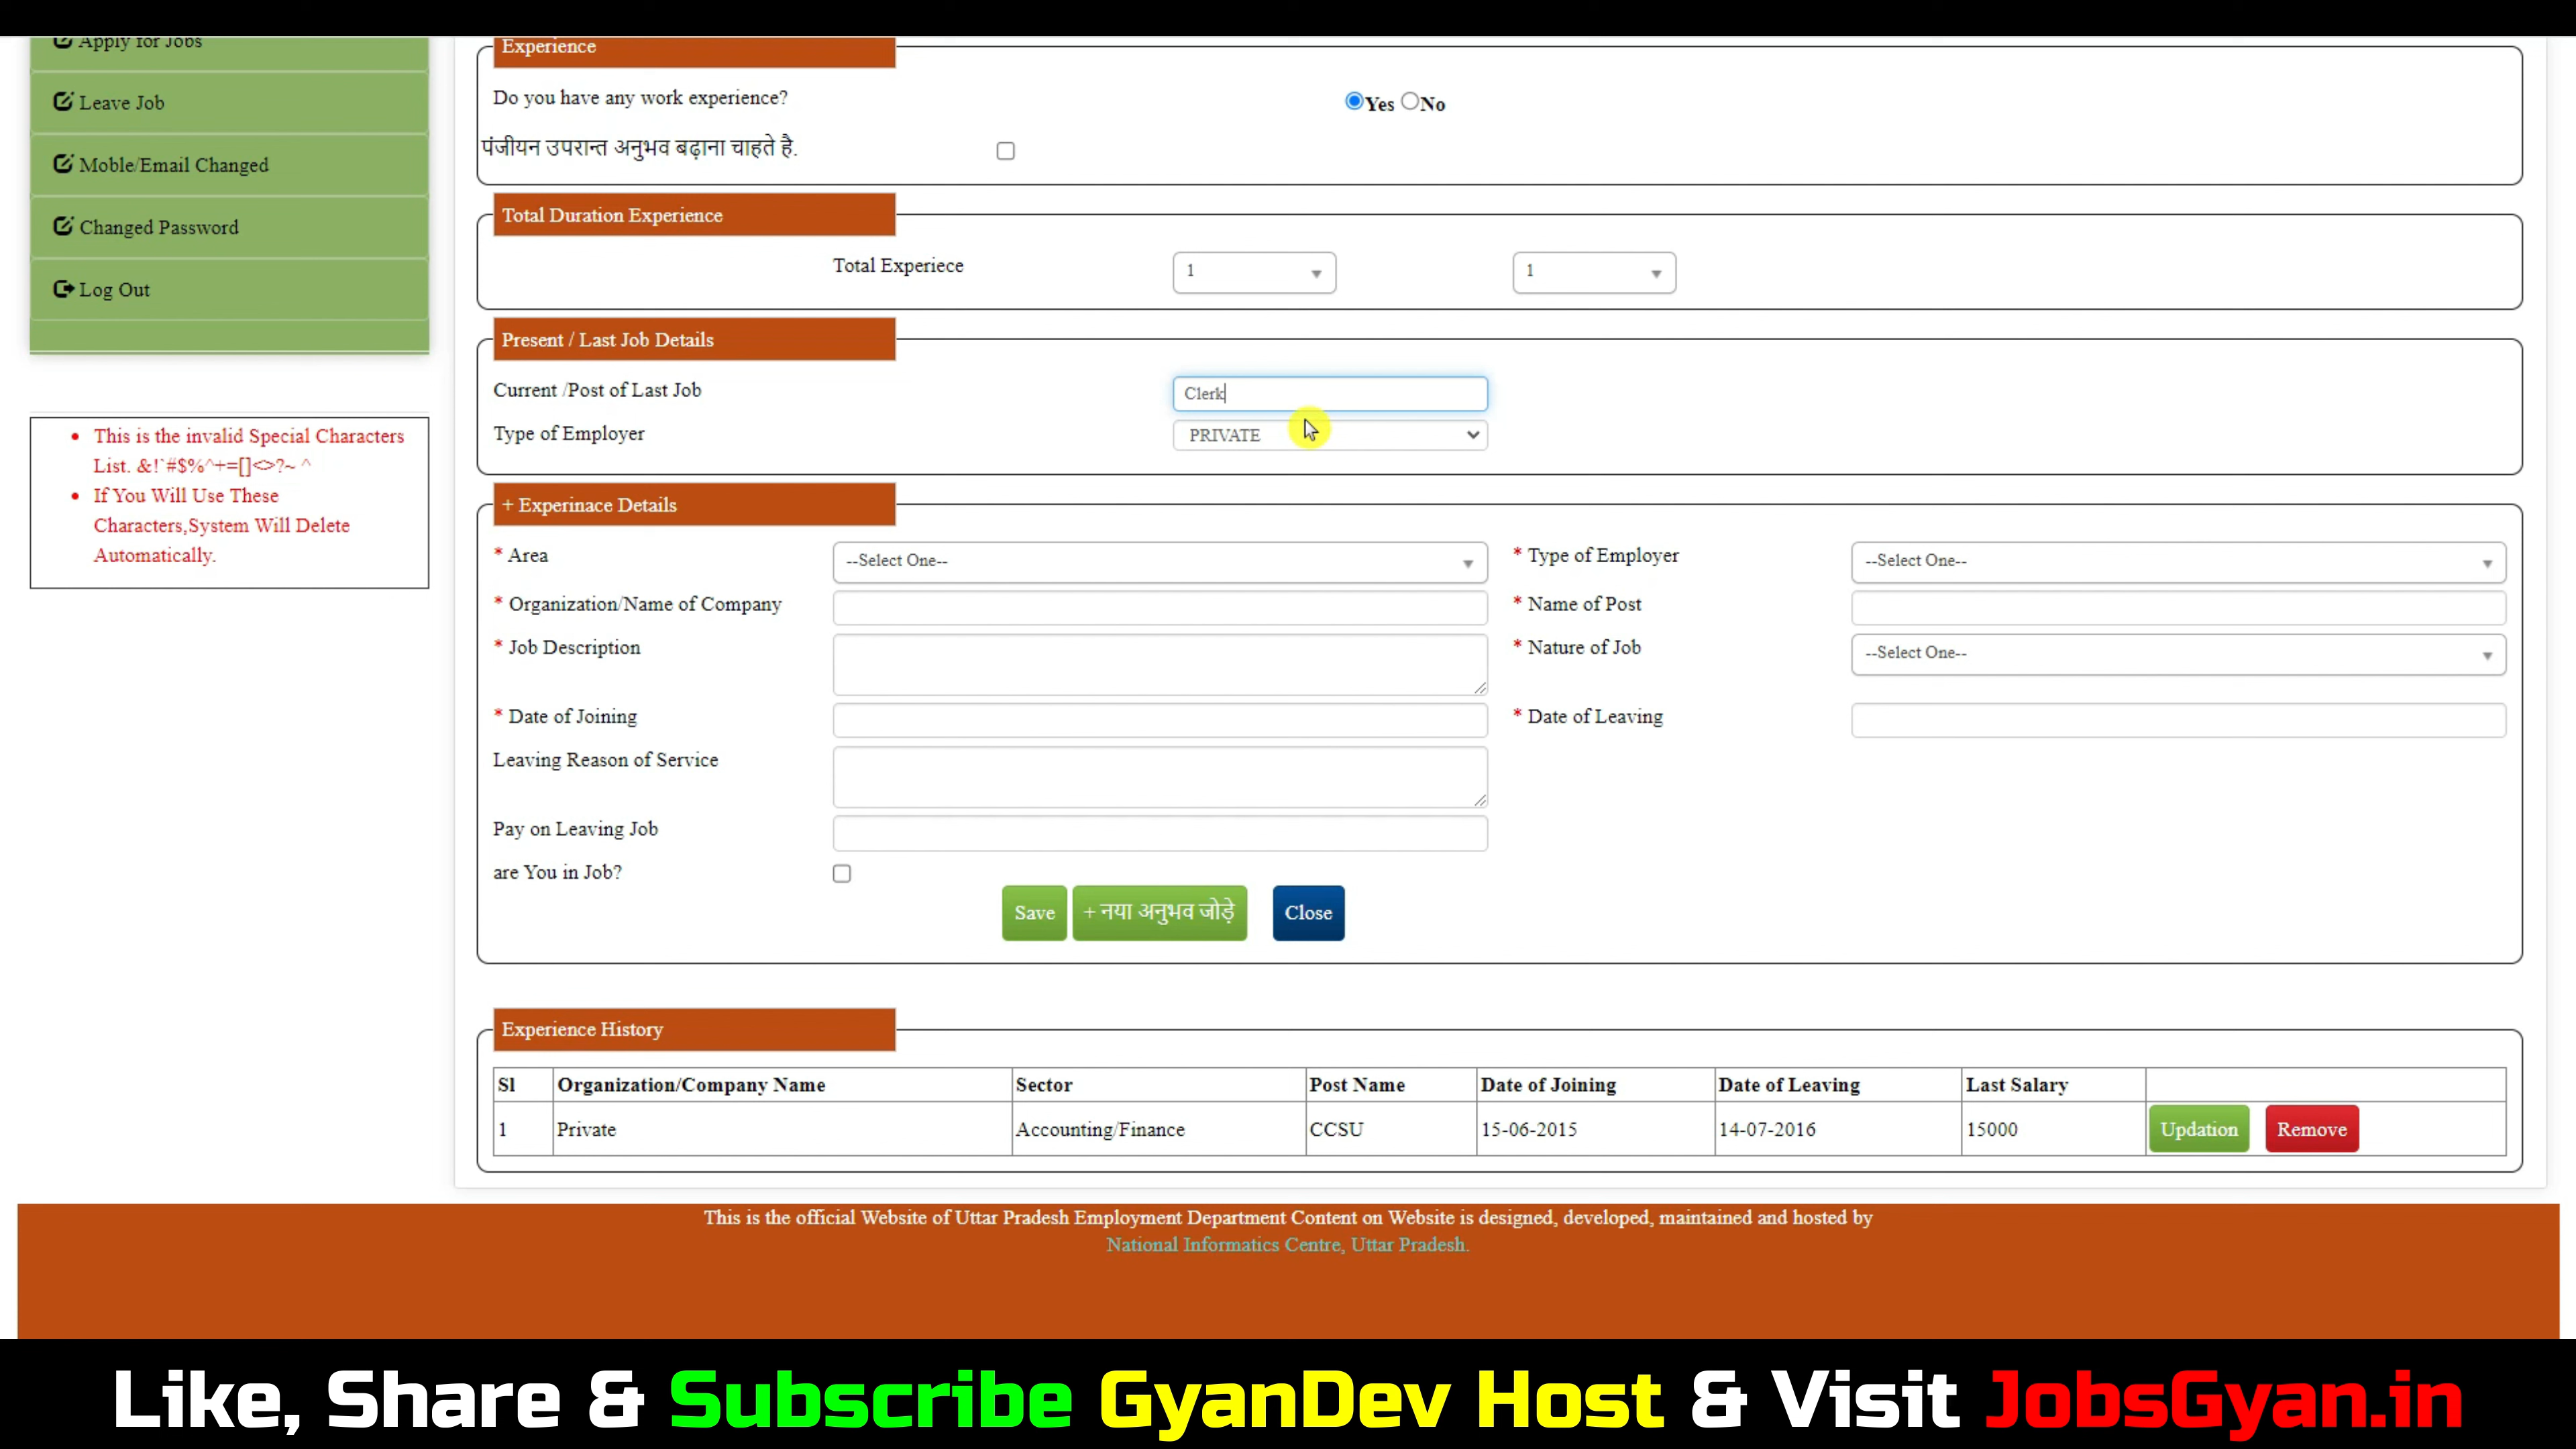 Apply for Jobs
Leave Job
Moble/Email Changed
Changed Password
Log Out
This is the invalid Special Characters
List. &!`#$%^+=[]<>?~ ^
If You Will Use These
Characters,System Will Delete
Automatically.
Experience
Do you have any work experience? Yes No
पंजीयन उपरान्त अनुभव बढ़ाना चाहते है.
Total Duration Experience
Total Experiece 1 1
Present / Last Job Details
Current /Post of Last Job Clerk
Type of Employer PRIVATE
+ Experinace Details
* Area --Select One-- * Type of Employer --Select One--
* Organization/Name of Company * Name of Post
* Job Description * Nature of Job --Select One--
* Date of Joining * Date of Leaving
Leaving Reason of Service
Pay on Leaving Job
are You in Job?
Save + नया अनुभव जोड़े Close
Experience History
Sl Organization/Company Name Sector Post Name Date of Joining Date of Leaving Last Salary
1 Private Accounting/Finance CCSU 15-06-2015 14-07-2016 15000 Updation Remove
This is the official Website of Uttar Pradesh Employment Department Content on Website is designed, developed, maintained and hosted by
National Informatics Centre, Uttar Pradesh.
Like, Share & Subscribe GyanDev Host & Visit JobsGyan.in